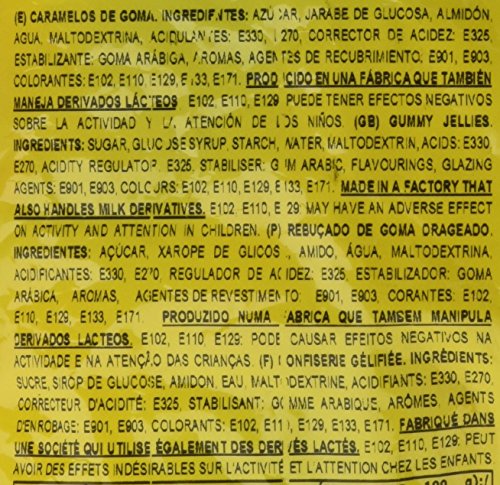 (E) CARAMELOS DE GOMA. INGREDIENTES: AZÚCAR, JARABE DE GLUCOSA, ALMIDÓN,
AGUA, MALTODEXTRINA, ACIDULANTES: E330, E270, CORRECTOR DE ACIDEZ: E325,
ESTABILIZANTE: GOMA ARÁBIGA, AROMAS, AGENTES DE RECUBRIMIENTO: E901, E903,
COLORANTES: E102, E110, E129, E133, E171. PRODUCIDO EN UNA FÁBRICA QUE TAMBIÉN
MANEJA DERIVADOS LÁCTEOS E102, E110, E129 PUEDE TENER EFECTOS NEGATIVOS
SOBRE LA ACTIVIDAD Y LA ATENCIÓN DE LOS NIÑOS. (GB) GUMMY JELLIES.
INGREDIENTS: SUGAR, GLUCOSE SYRUP, STARCH, WATER, MALTODEXTRIN, ACIDS: E330,
E270, ACIDITY REGULATOR: E325, STABILISER: GUM ARABIC, FLAVOURINGS, GLAZING
AGENTS: E901, E903, COLOURS: E102, E110, E129, E133, E171. MADE IN A FACTORY THAT
ALSO HANDLES MILK DERIVATIVES. E102, E110, E129 MAY HAVE AN ADVERSE EFFECT
ON ACTIVITY AND ATTENTION IN CHILDREN. (P) REBUÇADO DE GOMA DRAGEADO.
INGREDIENTES: AÇÚCAR, XAROPE DE GLICOSE, AMIDO, ÁGUA, MALTODEXTRINA,
ACIDIFICANTES: E330, E270, REGULADOR DE ACIDEZ: E325, ESTABILIZADOR: GOMA
ARÁBICA, AROMAS, AGENTES DE REVESTIMENTO: E901, E903, CORANTES: E102,
E110, E129, E133, E171. PRODUZIDO NUMA FABRICA QUE TAMBEM MANIPULA
DERIVADOS LACTEOS. E102, E110, E129: PODE CAUSAR EFEITOS NEGATIVOS NA
ACTIVIDADE E NA ATENÇÃO DAS CRIANÇAS. (F) CONFISERIE GÉLIFIÉE. INGRÉDIENTS:
SUCRE, SIROP DE GLUCOSE, AMIDON, EAU, MALTODEXTRINE, ACIDIFIANTS: E330, E270,
CORRECTEUR D'ACIDITÉ: E325, STABILISANT: GOMME ARABIQUE, ARÔMES, AGENTS
D'ENROBAGE: E901, E903, COLORANTS: E102, E110, E129, E133, E171. FABRIQUÉ DANS
UNE SOCIÉTÉ QUI UTILISE ÉGALEMENT DES DERIVÉS LACTÉS. E102, E110, E129: PEUT
AVOIR DES EFFETS INDÉSIRABLES SUR L'ACTIVITÉ ET L'ATTENTION CHEZ LES ENFANTS.